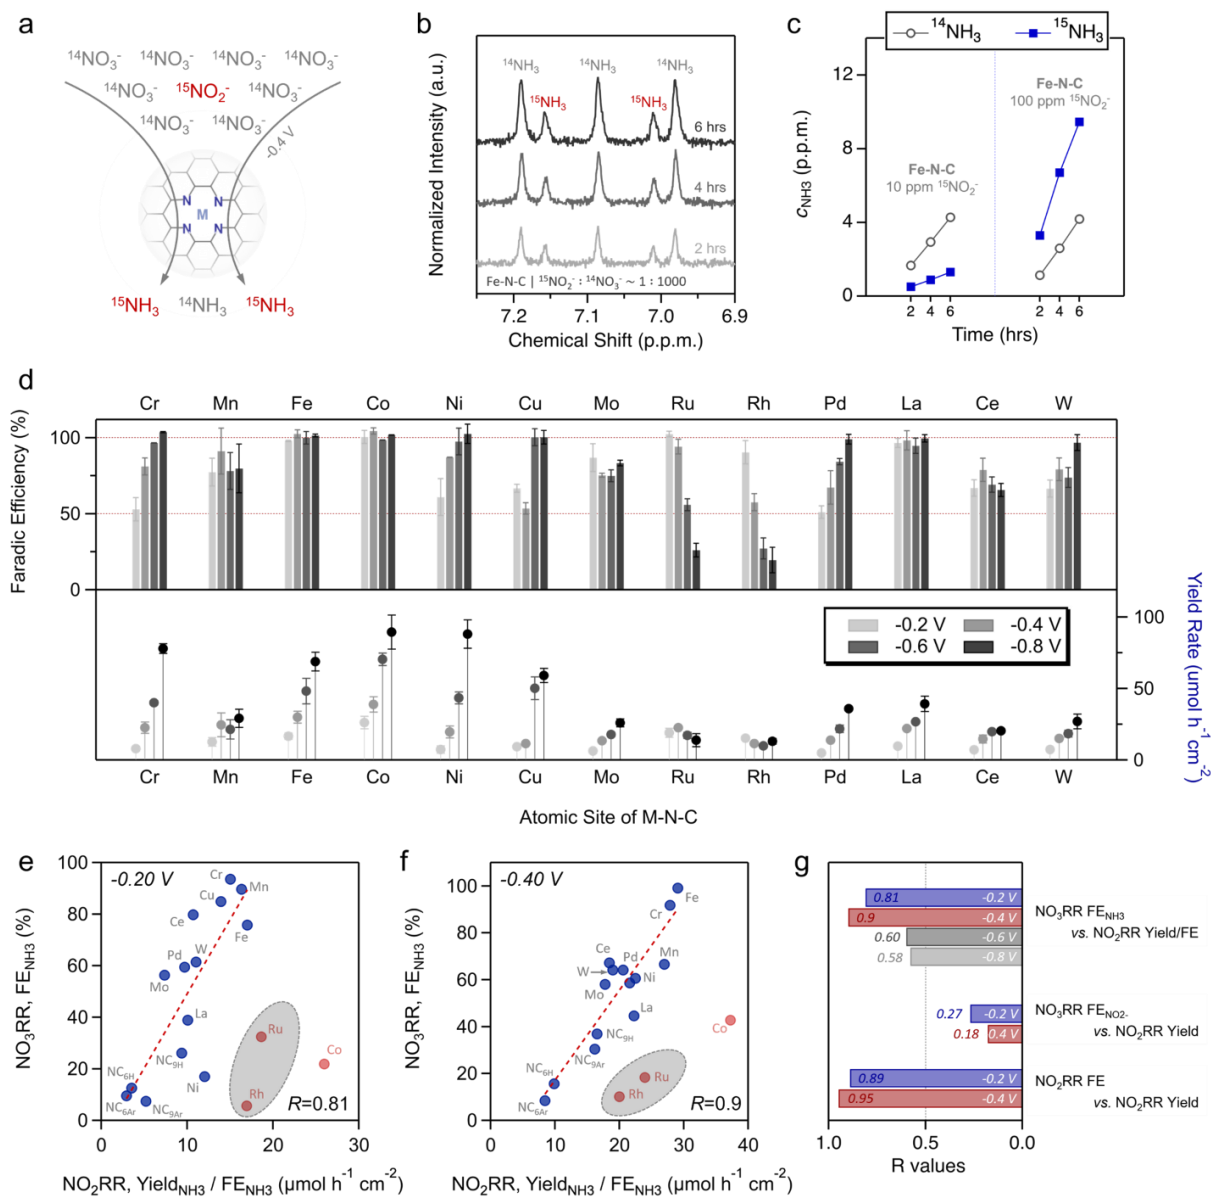 a
¹⁴NO₃⁻ ¹⁴NO₃⁻ ¹⁴NO₃⁻ ¹⁴NO₃⁻
¹⁴NO₃⁻ ¹⁵NO₂⁻ ¹⁴NO₃⁻
¹⁴NO₃⁻ ¹⁴NO₃⁻
-0.4 V
N N
M
N N
¹⁵NH₃ ¹⁴NH₃ ¹⁵NH₃
b
Normalized Intensity (a.u.)
¹⁴NH₃ ¹⁴NH₃ ¹⁴NH₃
¹⁵NH₃ ¹⁵NH₃
6 hrs
4 hrs
2 hrs
Fe-N-C | ¹⁵NO₂⁻ : ¹⁴NO₃⁻ ~ 1 : 1000
7.2 7.1 7.0 6.9
Chemical Shift (p.p.m.)
c
¹⁴NH₃ ¹⁵NH₃
c_NH3 (p.p.m.)
12
8
4
0
Fe-N-C
100 ppm ¹⁵NO₂⁻
Fe-N-C
10 ppm ¹⁵NO₂⁻
2 4 6 2 4 6
Time (hrs)
d
Cr Mn Fe Co Ni Cu Mo Ru Rh Pd La Ce W
Faradic Efficiency (%)
100
50
0
-0.2 V -0.4 V
-0.6 V -0.8 V
100
50
0
Yield Rate (umol h⁻¹ cm⁻²)
Cr Mn Fe Co Ni Cu Mo Ru Rh Pd La Ce W
Atomic Site of M-N-C
e
-0.20 V
NO₃RR, FE_NH3 (%)
100
80
60
40
20
0
Cr
Mn
Cu
Ce
Fe
W
Pd
Mo
La
Ru
NC₉H
Co
Ni
NC₆H
NC₆Ar
NC₉Ar
Rh
R=0.81
0 10 20 30
NO₂RR, Yield_NH3 / FE_NH3 (μmol h⁻¹ cm⁻²)
f
-0.40 V
NO₃RR, FE_NH3 (%)
100
80
60
40
20
0
Fe
Cr
Ce
Pd
Mn
W
Ni
Mo
La
Co
NC₉H
NC₉Ar
NC₆H
Ru
Rh
NC₆Ar
R=0.9
0 10 20 30 40
NO₂RR, Yield_NH3 / FE_NH3 (μmol h⁻¹ cm⁻²)
g
0.81 -0.2 V
0.9 -0.4 V
0.60 -0.6 V
0.58 -0.8 V
NO₃RR FE_NH3
vs. NO₂RR Yield/FE
0.27 -0.2 V
0.18 0.4 V
NO₃RR FE_NO2-
vs. NO₂RR Yield
0.89 -0.2 V
0.95 -0.4 V
NO₂RR FE
vs. NO₂RR Yield
1.0 0.5 0.0
R values